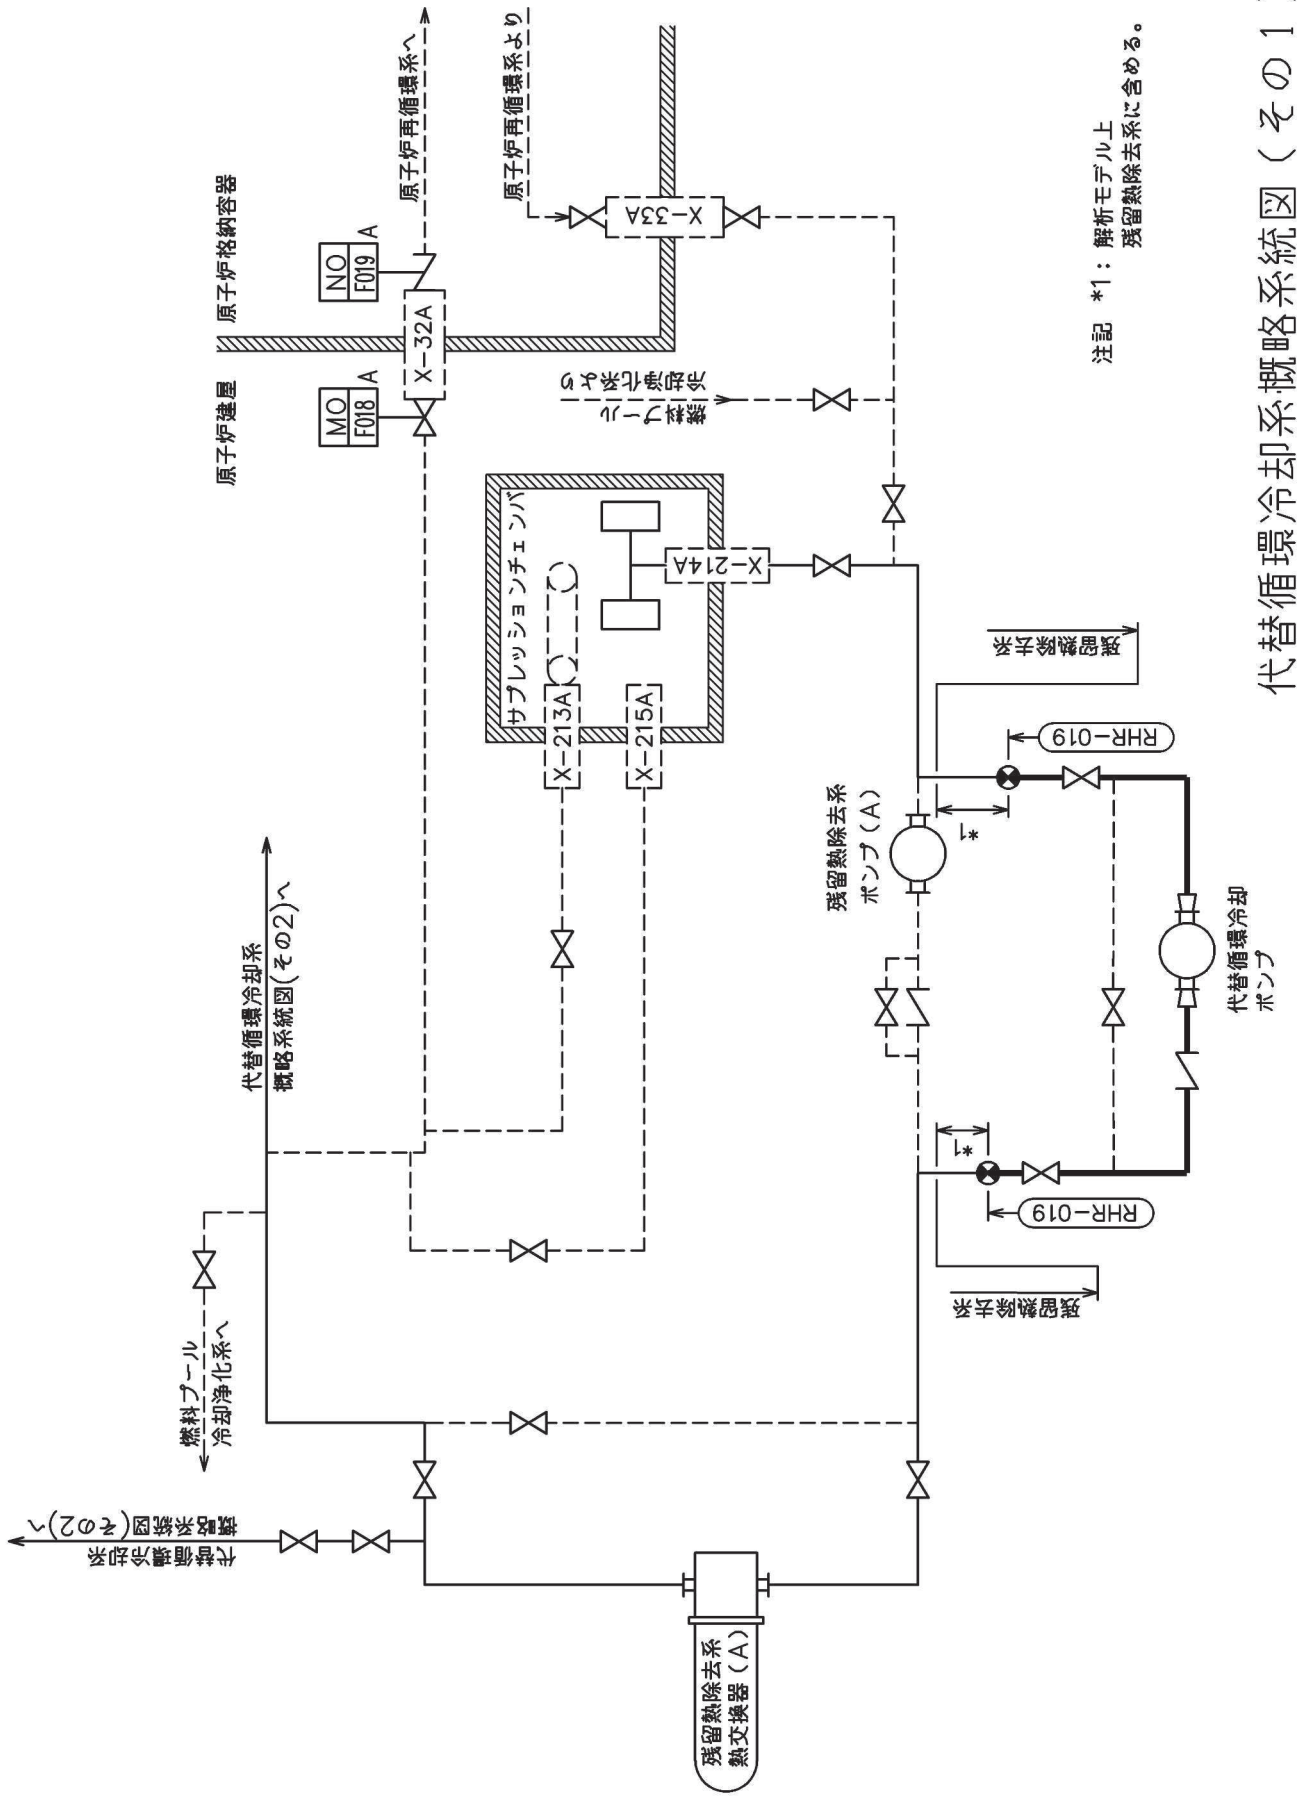 代替循環冷却系
概略系統図(その2)へ
燃料プール
冷却浄化系へ
代替循環冷却系
概略系統図(その2)へ
原子炉建屋
原子炉格納容器
MO
F018
A
NO
F019
A
X-32A
原子炉再循環系へ
原子炉再循環系より
X-33A
燃料プール
冷却浄化系より
サプレッションチェンバ
X-213A
X-215A
X-214A
残留熱除去系
熱交換器(A)
残留熱除去系
ポンプ(A)
残留熱除去系
*1
RHR-019
残留熱除去系
*1
RHR-019
代替循環冷却
ポンプ
注記 *1:解析モデル上
残留熱除去系に含める。
代替循環冷却系概略系統図(その1